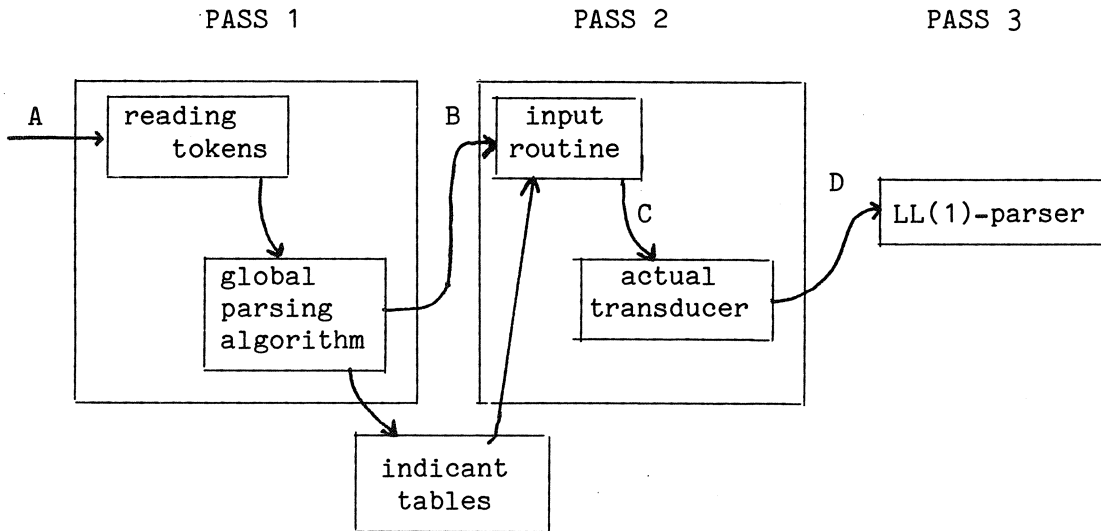 PASS 1
PASS 2
PASS 3
A
reading
tokens
B
input
routine
C
D
LL(1)-parser
global
parsing
algorithm
actual
transducer
indicant
tables